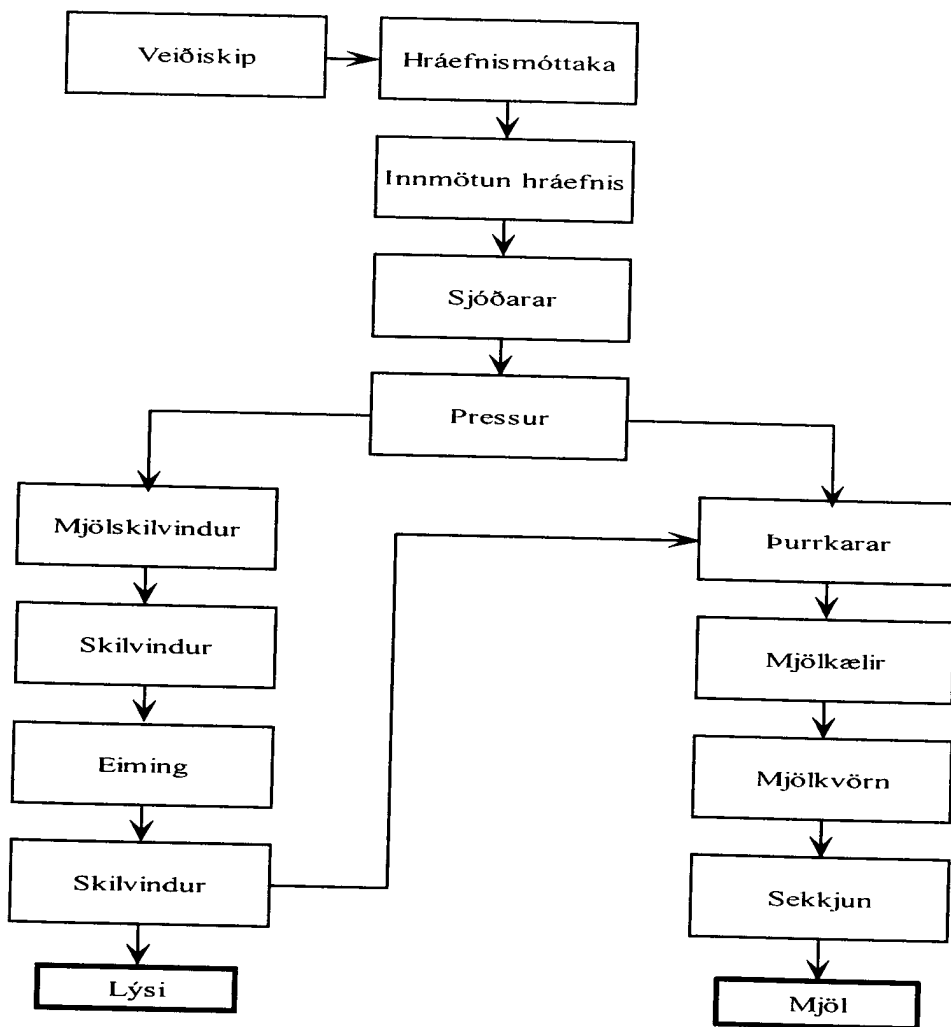 Veiðiskip
Hráefnismóttaka
Innmötun hráefnis
Sjóðarar
Pressur
Mjölskilvindur
Þurrkarar
Skilvindur
Mjölkælir
Eiming
Mjölkvörn
Skilvindur
Sekkjun
Lýsi
Mjöl